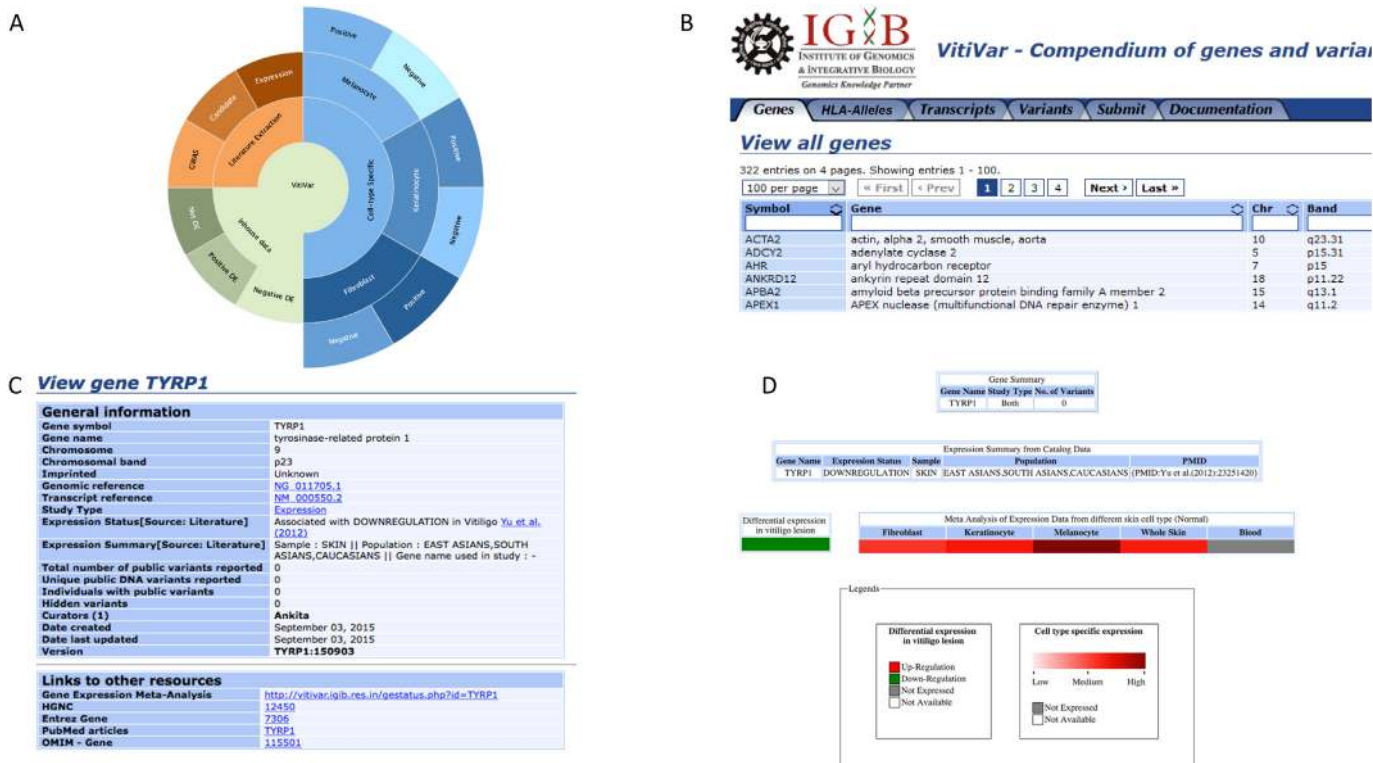 A
Positive
Negative
Melanocyte
Positive
Keratinocyte
Negative
Cell-type Specific
Fibroblast
Positive
Negative
Expression
Candidate
GWAS
Literature Extraction
VitiVar
Inhouse data
Not DE
Positive DE
Negative DE
B
IGIB
INSTITUTE OF GENOMICS
& INTEGRATIVE BIOLOGY
Genomics Knowledge Partner
VitiVar - Compendium of genes and varia
Genes HLA-Alleles Transcripts Variants Submit Documentation
View all genes
322 entries on 4 pages. Showing entries 1 - 100.
100 per page « First ‹ Prev 1 2 3 4 Next › Last »
Symbol Gene Chr Band
ACTA2 actin, alpha 2, smooth muscle, aorta 10 q23.31
ADCY2 adenylate cyclase 2 5 p15.31
AHR aryl hydrocarbon receptor 7 p15
ANKRD12 ankyrin repeat domain 12 18 p11.22
APBA2 amyloid beta precursor protein binding family A member 2 15 q13.1
APEX1 APEX nuclease (multifunctional DNA repair enzyme) 1 14 q11.2
C
View gene TYRP1
General information
Gene symbol TYRP1
Gene name tyrosinase-related protein 1
Chromosome 9
Chromosomal band p23
Imprinted Unknown
Genomic reference NG_011705.1
Transcript reference NM_000550.2
Study Type Expression
Expression Status[Source: Literature] Associated with DOWNREGULATION in Vitiligo Yu et al.
(2012)
Expression Summary[Source: Literature] Sample : SKIN || Population : EAST ASIANS,SOUTH
ASIANS,CAUCASIANS || Gene name used in study : -
Total number of public variants reported 0
Unique public DNA variants reported 0
Individuals with public variants 0
Hidden variants 0
Curators (1) Ankita
Date created September 03, 2015
Date last updated September 03, 2015
Version TYRP1:150903
Links to other resources
Gene Expression Meta-Analysis http://vitivar.igib.res.in/gestatus.php?id=TYRP1
HGNC 12450
Entrez Gene 7306
PubMed articles TYRP1
OMIM - Gene 115501
D
Gene Summary
Gene Name Study Type No. of Variants
TYRP1 Both 0
Expression Summary from Catalog Data
Gene Name Expression Status Sample Population PMID
TYRP1 DOWNREGULATION SKIN EAST ASIANS,SOUTH ASIANS,CAUCASIANS (PMID:Yu et al.(2012):23251420)
Differential expression
in vitiligo lesion
Meta Analysis of Expression Data from different skin cell type (Normal)
Fibroblast Keratinocyte Melanocyte Whole Skin Blood
Legends
Differential expression
in vitiligo lesion
Up-Regulation
Down-Regulation
Not Expressed
Not Available
Cell type specific expression
Low Medium High
Not Expressed
Not Available